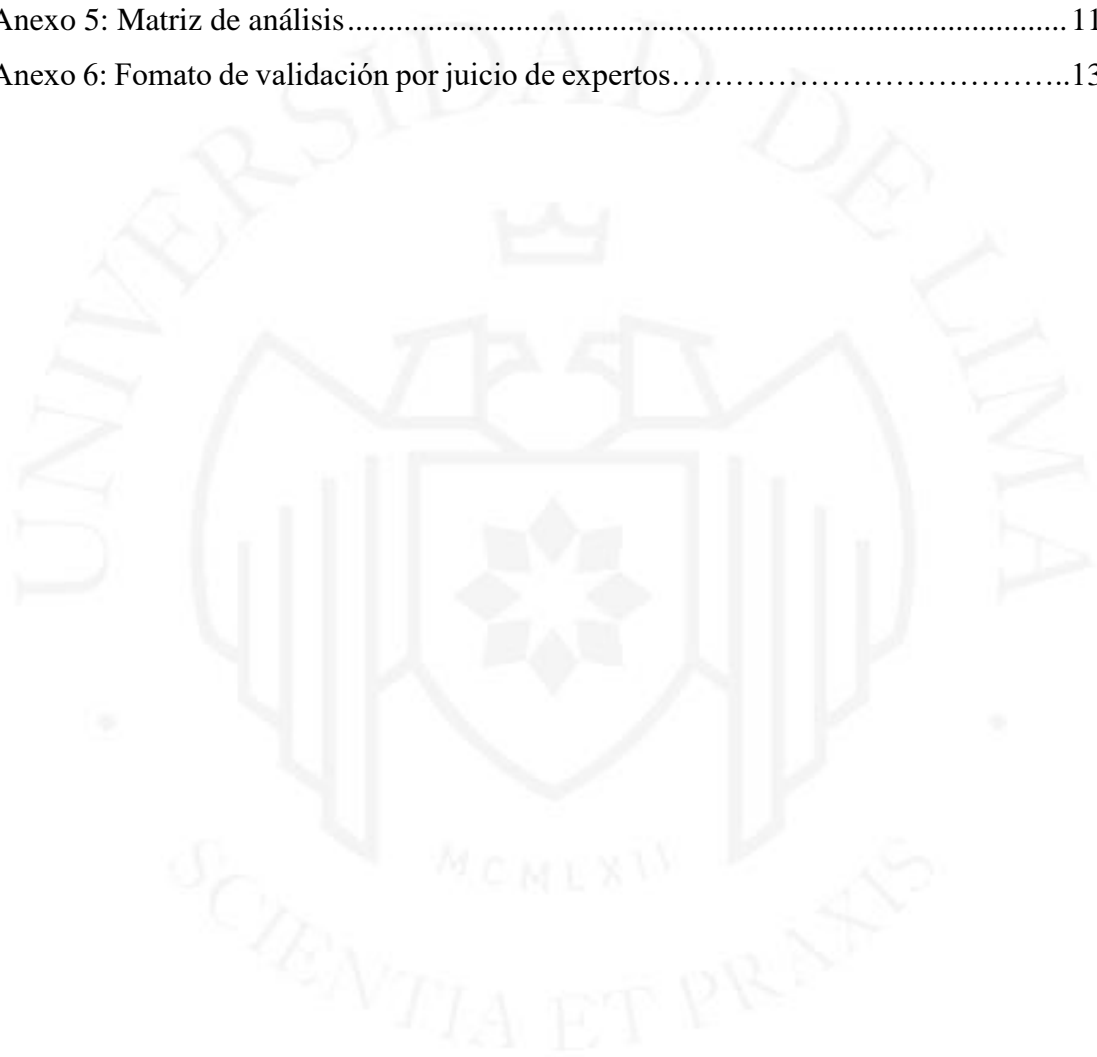 Anexo 5: Matriz de análisis.......................................................................... 11
Anexo 6: Fomato de validación por juicio de expertos…………………………………..13
UNIVERSIDAD DE LIMA
MCMLXII
SCIENTIA ET PRAXIS